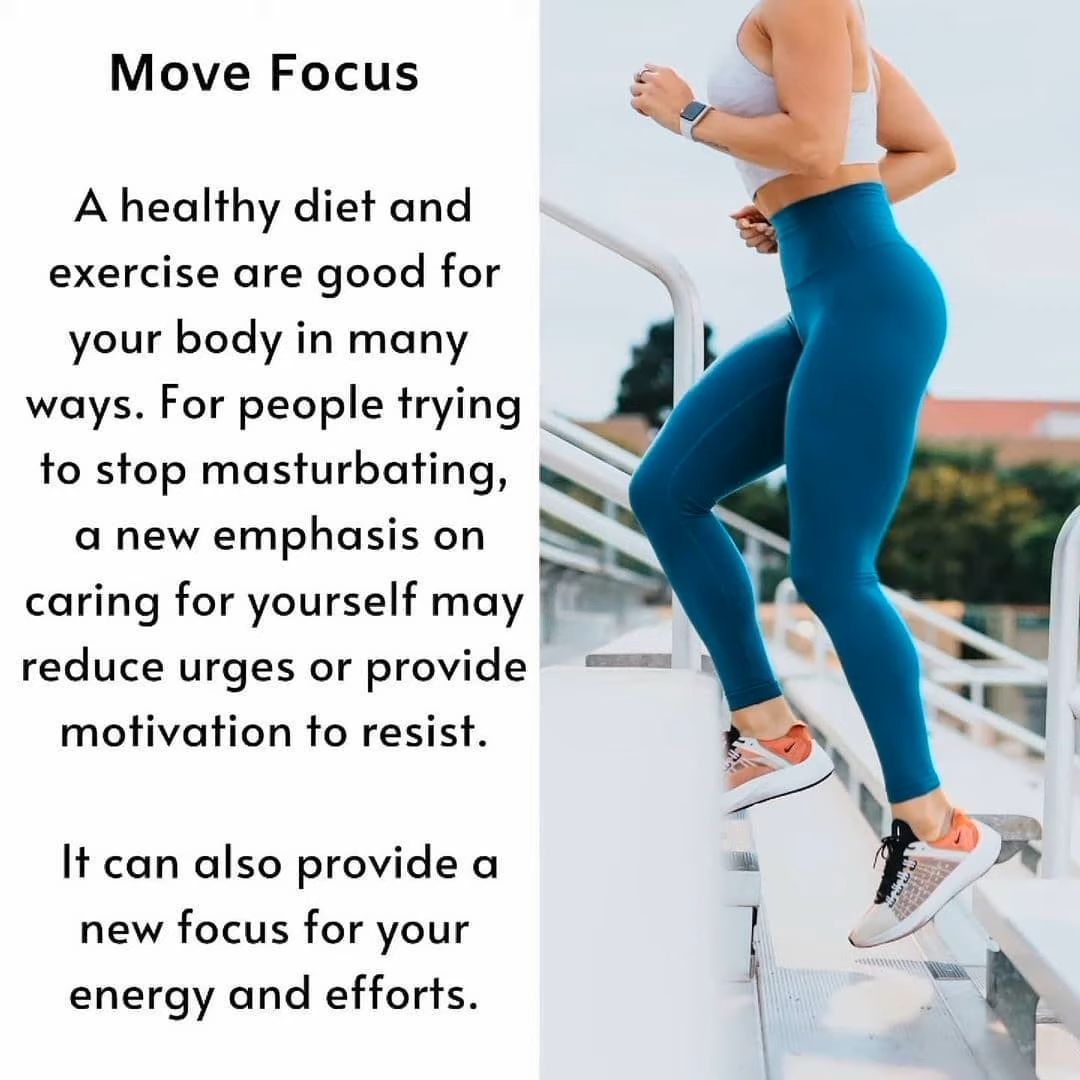 Move Focus
A healthy diet and
exercise are good for
your body in many
ways. For people trying
to stop masturbating,
a new emphasis on
caring for yourself may
reduce urges or provide
motivation to resist.
It can also provide a
new focus for your
energy and efforts.